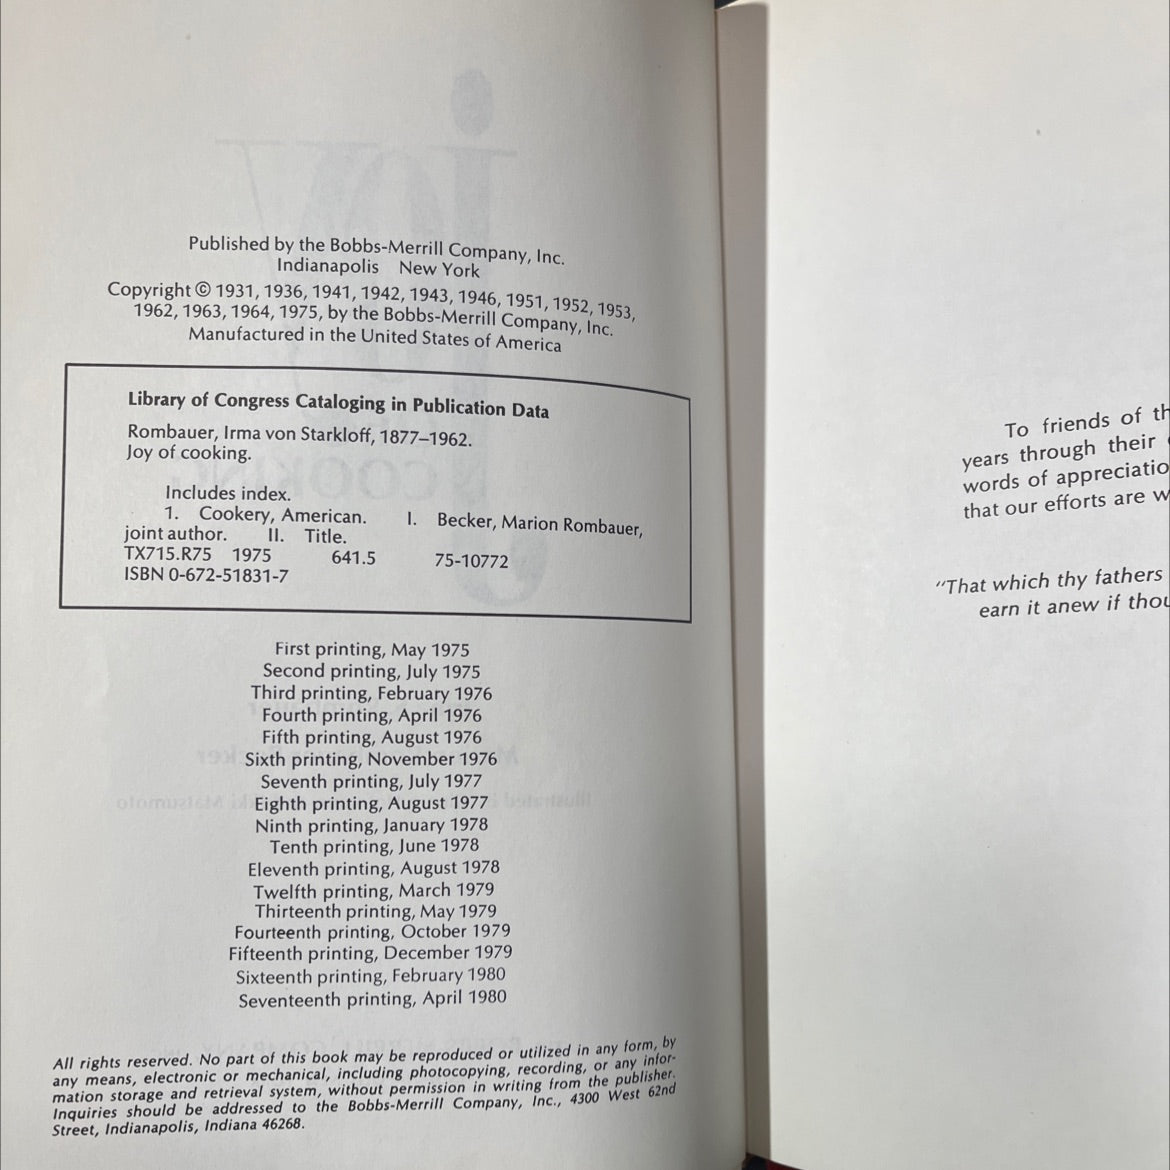 Published by the Bobbs-Merrill Company, Inc.
Indianapolis New York
Copyright © 1931, 1936, 1941, 1942, 1943, 1946, 1951, 1952, 1953,
1962, 1963, 1964, 1975, by the Bobbs-Merrill Company, Inc.
Manufactured in the United States of America
Library of Congress Cataloging in Publication Data
Rombauer, Irma von Starkloff, 1877–1962.
Joy of cooking.
Includes index.
1. Cookery, American. I. Becker, Marion Rombauer,
joint author. II. Title.
TX715.R75 1975 641.5 75-10772
ISBN 0-672-51831-7
First printing, May 1975
Second printing, July 1975
Third printing, February 1976
Fourth printing, April 1976
Fifth printing, August 1976
Sixth printing, November 1976
Seventh printing, July 1977
Eighth printing, August 1977
Ninth printing, January 1978
Tenth printing, June 1978
Eleventh printing, August 1978
Twelfth printing, March 1979
Thirteenth printing, May 1979
Fourteenth printing, October 1979
Fifteenth printing, December 1979
Sixteenth printing, February 1980
Seventeenth printing, April 1980
All rights reserved. No part of this book may be reproduced or utilized in any form, by
any means, electronic or mechanical, including photocopying, recording, or any infor-
mation storage and retrieval system, without permission in writing from the publisher.
Inquiries should be addressed to the Bobbs-Merrill Company, Inc., 4300 West 62nd
Street, Indianapolis, Indiana 46268.
To friends of
years through their
words of
that our efforts are
"That which thy fathers
earn it anew if